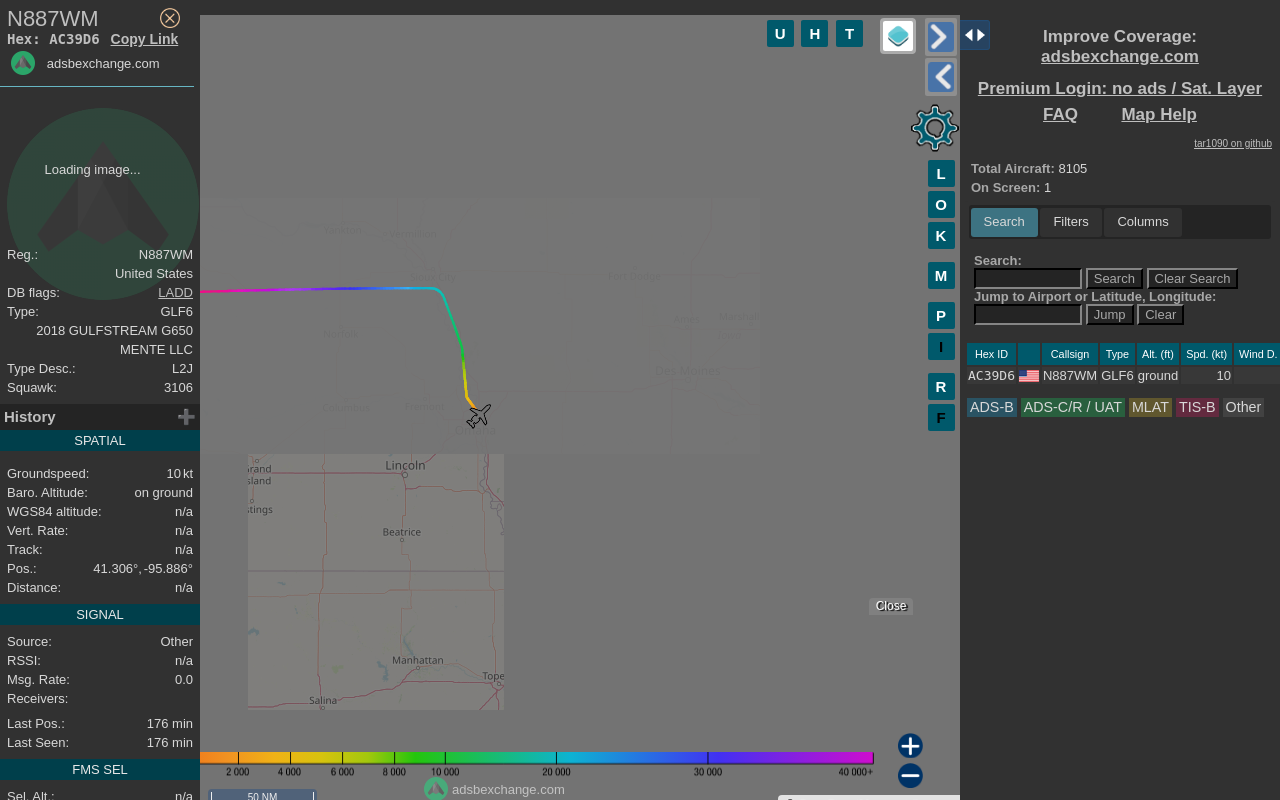 N887WM
Hex: AC39D6 Copy Link
adsbexchange.com
Loading image...
Reg.: N887WM
United States
DB flags: LADD
Type: GLF6
2018 GULFSTREAM G650
MENTE LLC
Type Desc.: L2J
Squawk: 3106
History
SPATIAL
Groundspeed: 10 kt
Baro. Altitude: on ground
WGS84 altitude: n/a
Vert. Rate: n/a
Track: n/a
Pos.: 41.306°, -95.886°
Distance: n/a
SIGNAL
Source: Other
RSSI: n/a
Msg. Rate: 0.0
Receivers:
Last Pos.: 176 min
Last Seen: 176 min
FMS SEL
Sel. Alt.: n/a
U H T
L
O
K
M
P
I
R
F
Fort Dodge
Ames
Des Moines
Lincoln
Beatrice
Manhattan
Salina
Close
2 000 4 000 6 000 8 000 10 000 20 000 30 000 40 000+
adsbexchange.com
50 NM
Improve Coverage:
adsbexchange.com
Premium Login: no ads / Sat. Layer
FAQ Map Help
tar1090 on github
Total Aircraft: 8105
On Screen: 1
Search Filters Columns
Search:
Search Clear Search
Jump to Airport or Latitude, Longitude:
Jump Clear
Hex ID Callsign Type Alt. (ft) Spd. (kt) Wind D.
AC39D6 N887WM GLF6 ground 10
ADS-B ADS-C/R / UAT MLAT TIS-B Other